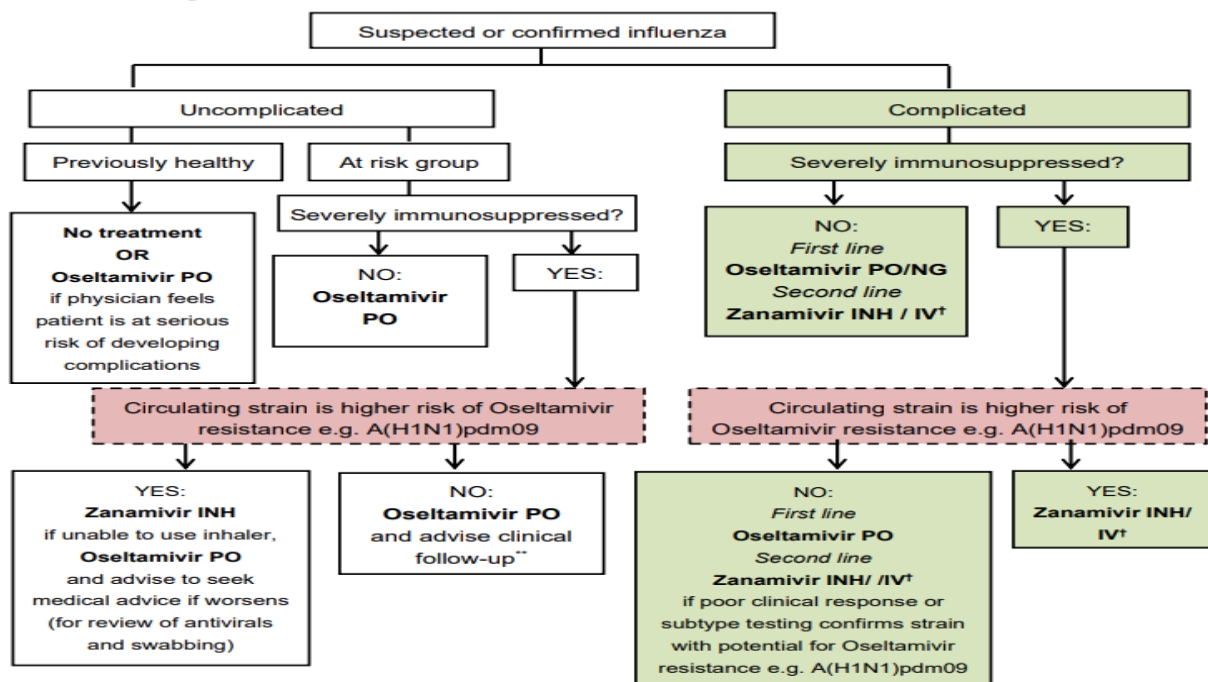 Suspected or confirmed influenza
Uncomplicated
Complicated
Previously healthy
At risk group
Severely immunosuppressed?
Severely immunosuppressed?
No treatment
OR
Oseltamivir PO
if physician feels
patient is at serious
risk of developing
complications
NO:
Oseltamivir
PO
YES:
NO:
First line
Oseltamivir PO/NG
Second line
Zanamivir INH / IV†
YES:
Circulating strain is higher risk of Oseltamivir
resistance e.g. A(H1N1)pdm09
Circulating strain is higher risk of
Oseltamivir resistance e.g. A(H1N1)pdm09
YES:
Zanamivir INH
if unable to use inhaler,
Oseltamivir PO
and advise to seek
medical advice if worsens
(for review of antivirals
and swabbing)
NO:
Oseltamivir PO
and advise clinical
follow-up**
NO:
First line
Oseltamivir PO
Second line
Zanamivir INH/ /IV†
if poor clinical response or
subtype testing confirms strain
with potential for Oseltamivir
resistance e.g. A(H1N1)pdm09
YES:
Zanamivir INH/
IV†